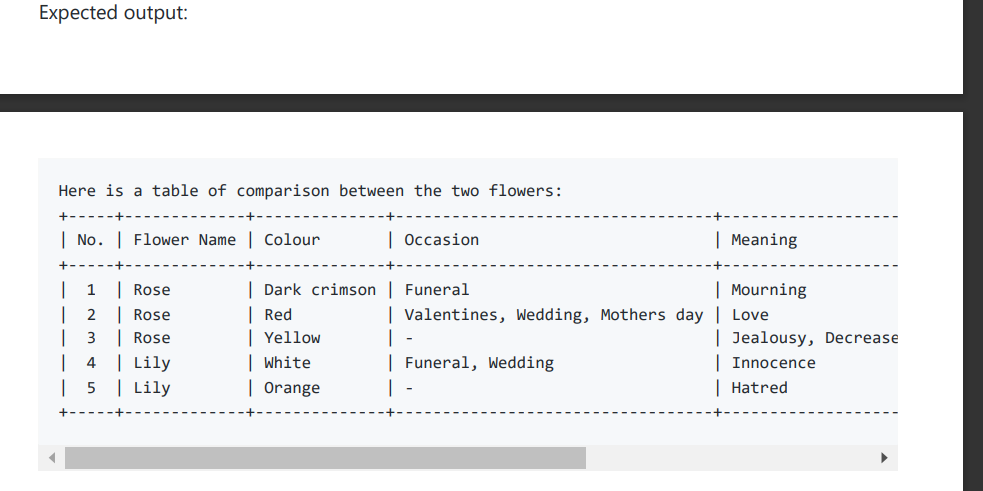 Expected output:
Here is a table of comparison between the two flowers:
+-----+-------------+--------------+----------------------------------+-------------------
| No. | Flower Name | Colour       | Occasion                         | Meaning
+-----+-------------+--------------+----------------------------------+-------------------
|  1  | Rose        | Dark crimson | Funeral                          | Mourning
|  2  | Rose        | Red          | Valentines, Wedding, Mothers day | Love
|  3  | Rose        | Yellow       | -                                | Jealousy, Decrease
|  4  | Lily        | White        | Funeral, Wedding                 | Innocence
|  5  | Lily        | Orange       | -                                | Hatred
+-----+-------------+--------------+----------------------------------+-------------------